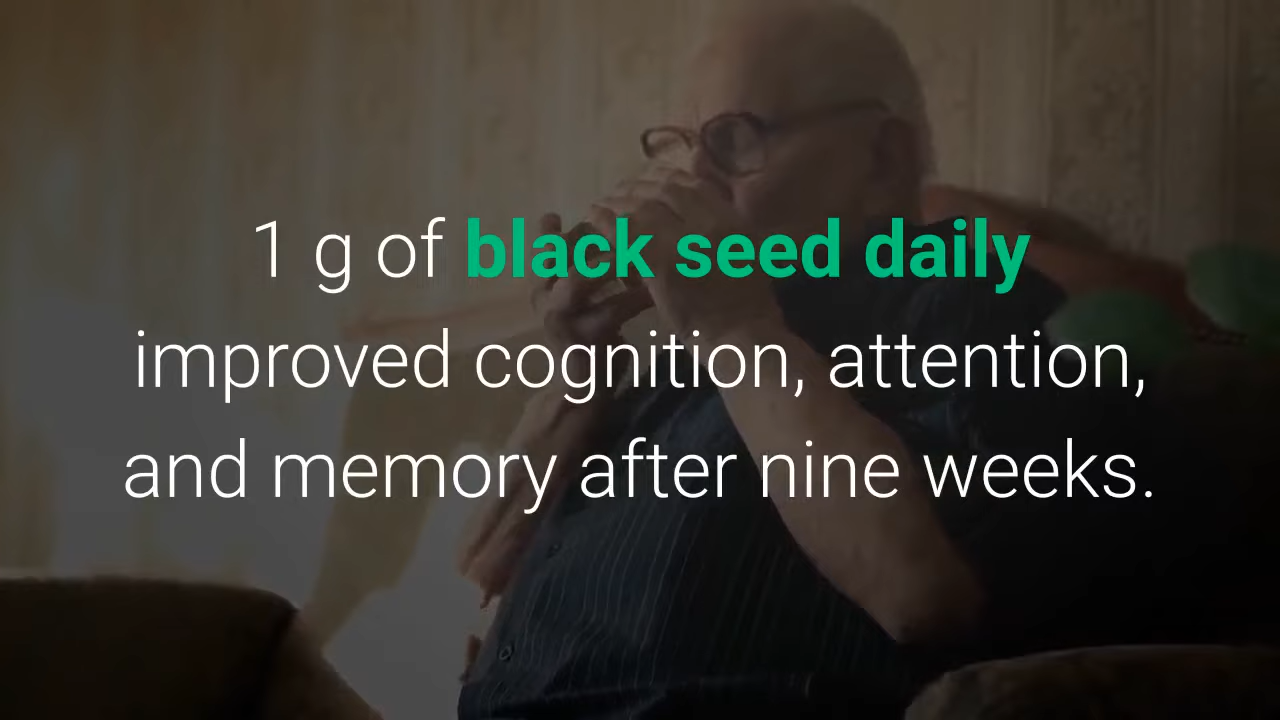 1 g of black seed daily
improved cognition, attention,
and memory after nine weeks.